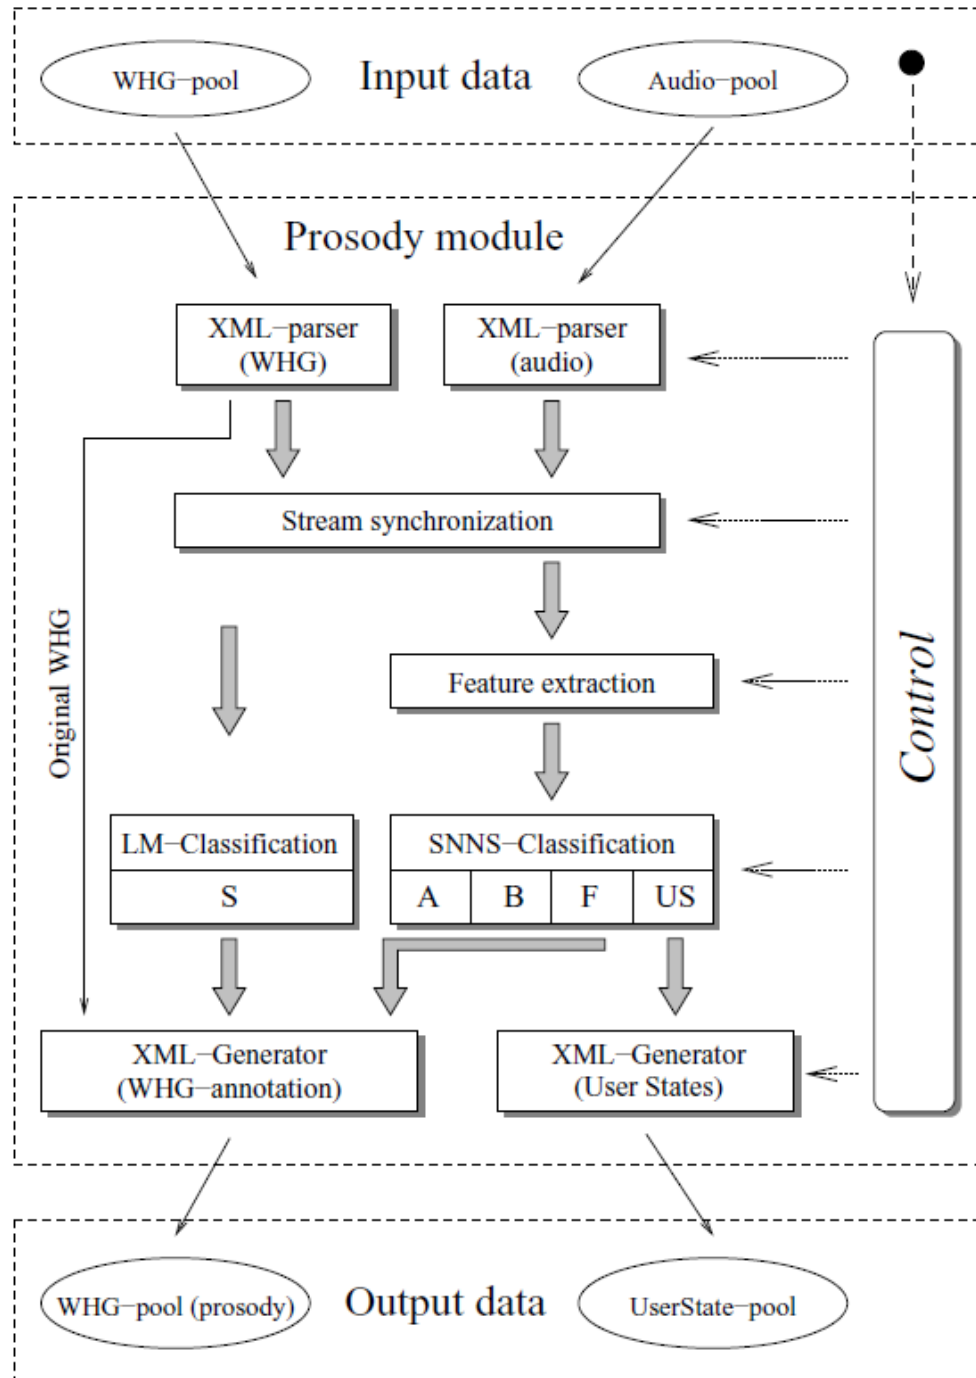 WHG−pool
Input data
Audio−pool
Prosody module
XML−parser
(WHG)
XML−parser
(audio)
Stream synchronization
Original WHG
Feature extraction
Control
LM−Classification
S
SNNS−Classification
A B F US
XML−Generator
(WHG−annotation)
XML−Generator
(User States)
WHG−pool (prosody)
Output data
UserState−pool